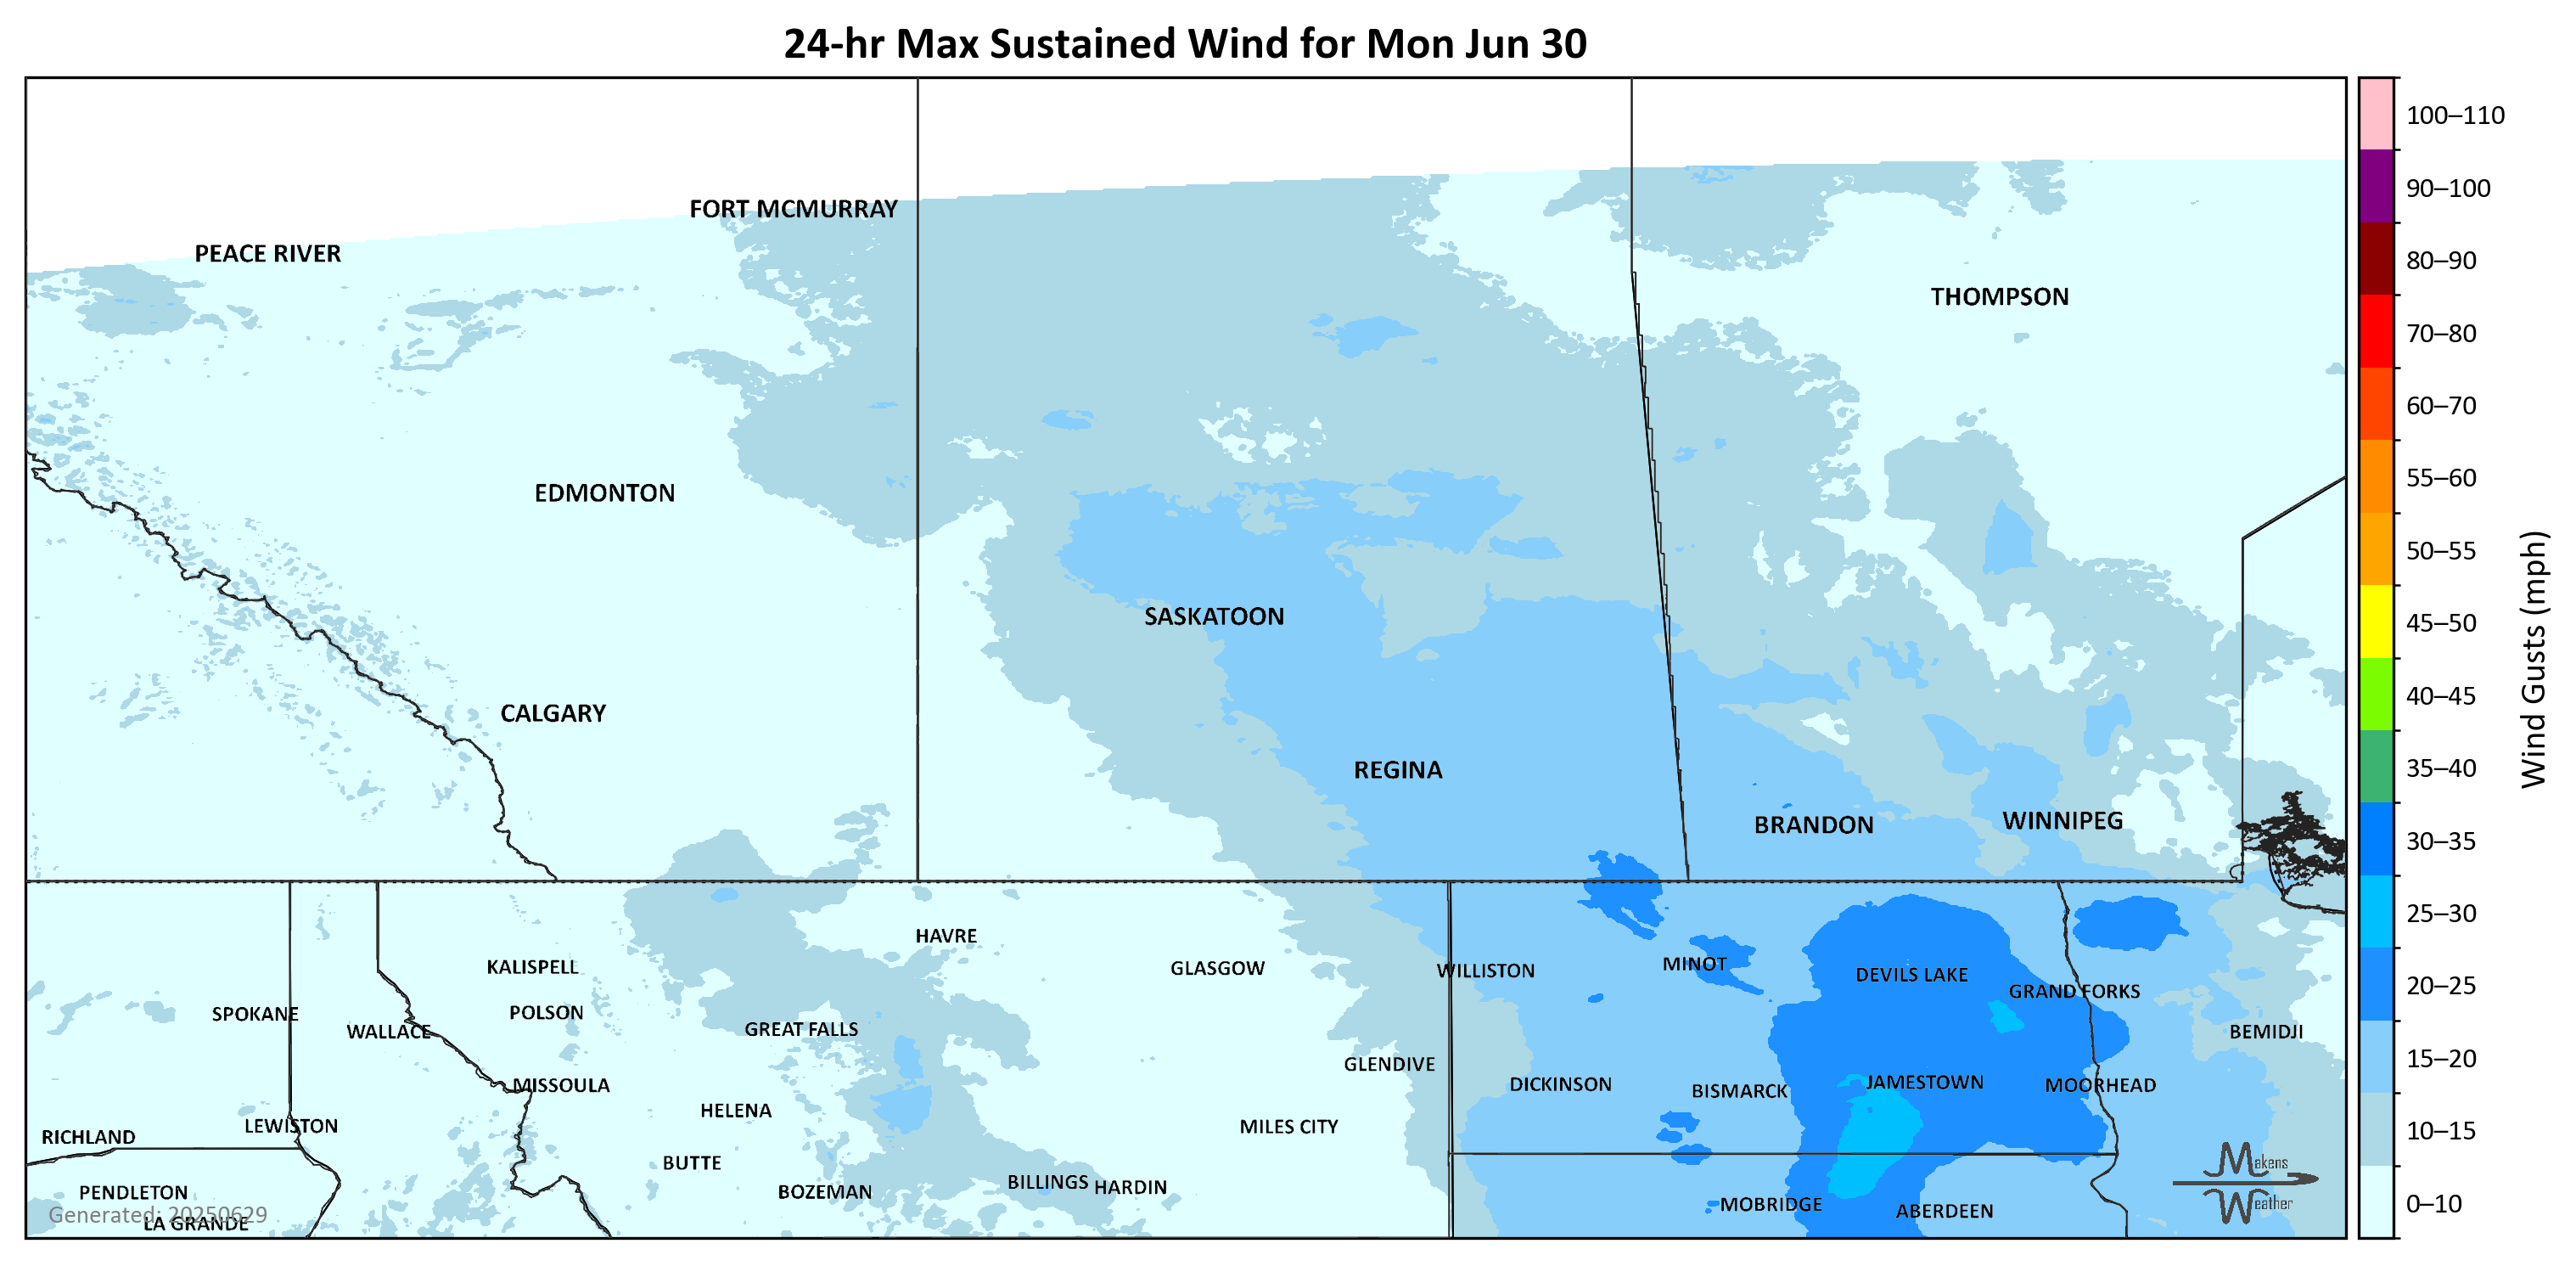 24-hr Max Sustained Wind for Mon Jun 30
FORT MCMURRAY
PEACE RIVER
THOMPSON
EDMONTON
SASKATOON
CALGARY
REGINA
BRANDON
WINNIPEG
HAVRE
KALISPELL
GLASGOW
WILLISTON
MINOT
DEVILS LAKE
GRAND FORKS
SPOKANE
POLSON
WALLACE
GREAT FALLS
BEMIDJI
GLENDIVE
MISSOULA
DICKINSON
BISMARCK
JAMESTOWN
MOORHEAD
HELENA
LEWISTON
MILES CITY
RICHLAND
BUTTE
BILLINGS
HARDIN
PENDLETON
BOZEMAN
MOBRIDGE
ABERDEEN
LA GRANDE
Generated: 20250629
Makens
Weather
100–110
90–100
80–90
70–80
60–70
55–60
50–55
45–50
40–45
35–40
30–35
25–30
20–25
15–20
10–15
0–10
Wind Gusts (mph)